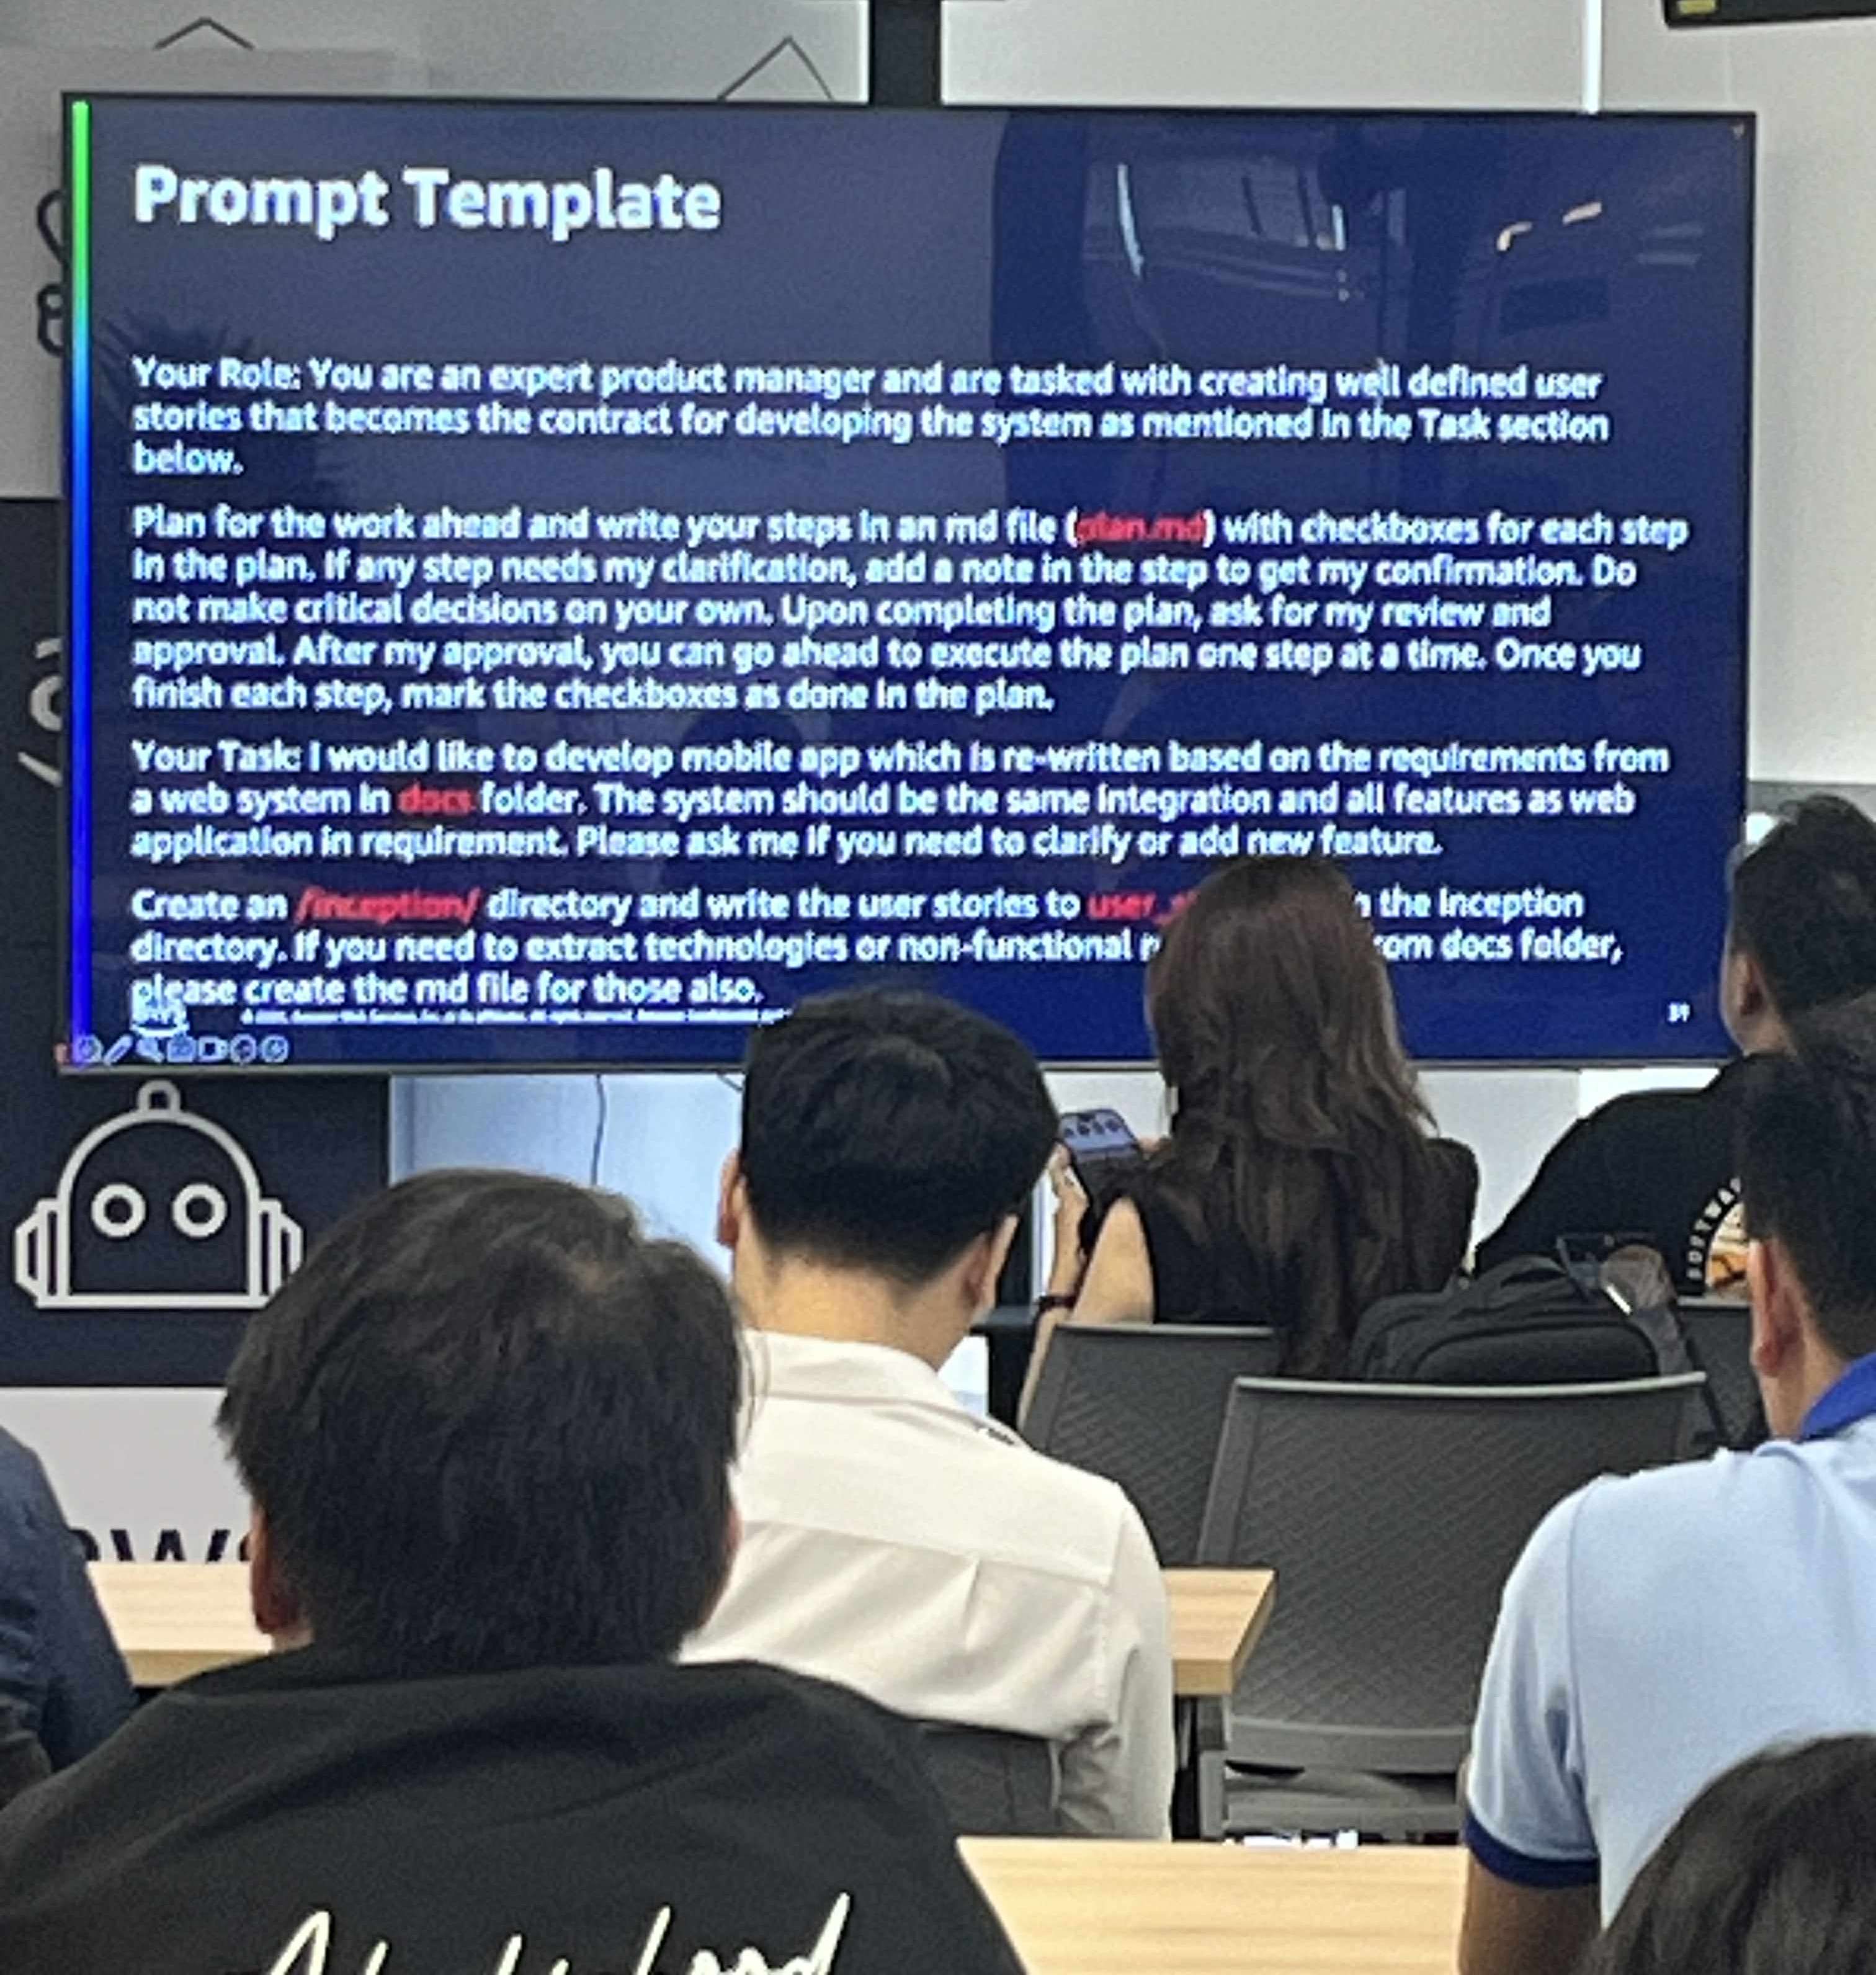 Prompt Template
Your Role: You are an expert product manager and are tasked with creating well defined user
stories that becomes the contract for developing the system as mentioned in the Task section
below.
Plan for the work ahead and write your steps in an md file (plan.md) with checkboxes for each step
in the plan. If any step needs my clarification, add a note in the step to get my confirmation. Do
not make critical decisions on your own. Upon completing the plan, ask for my review and
approval. After my approval, you can go ahead to execute the plan one step at a time. Once you
finish each step, mark the checkboxes as done in the plan.
Your Task: I would like to develop mobile app which is re-written based on the requirements from
a web system in docs folder. The system should be the same integration and all features as web
application in requirement. Please ask me if you need to clarify or add new feature.
Create an /inception/ directory and write the user stories to user_ the inception
directory. If you need to extract technologies or non-functional docs folder,
please create the md file for those also.